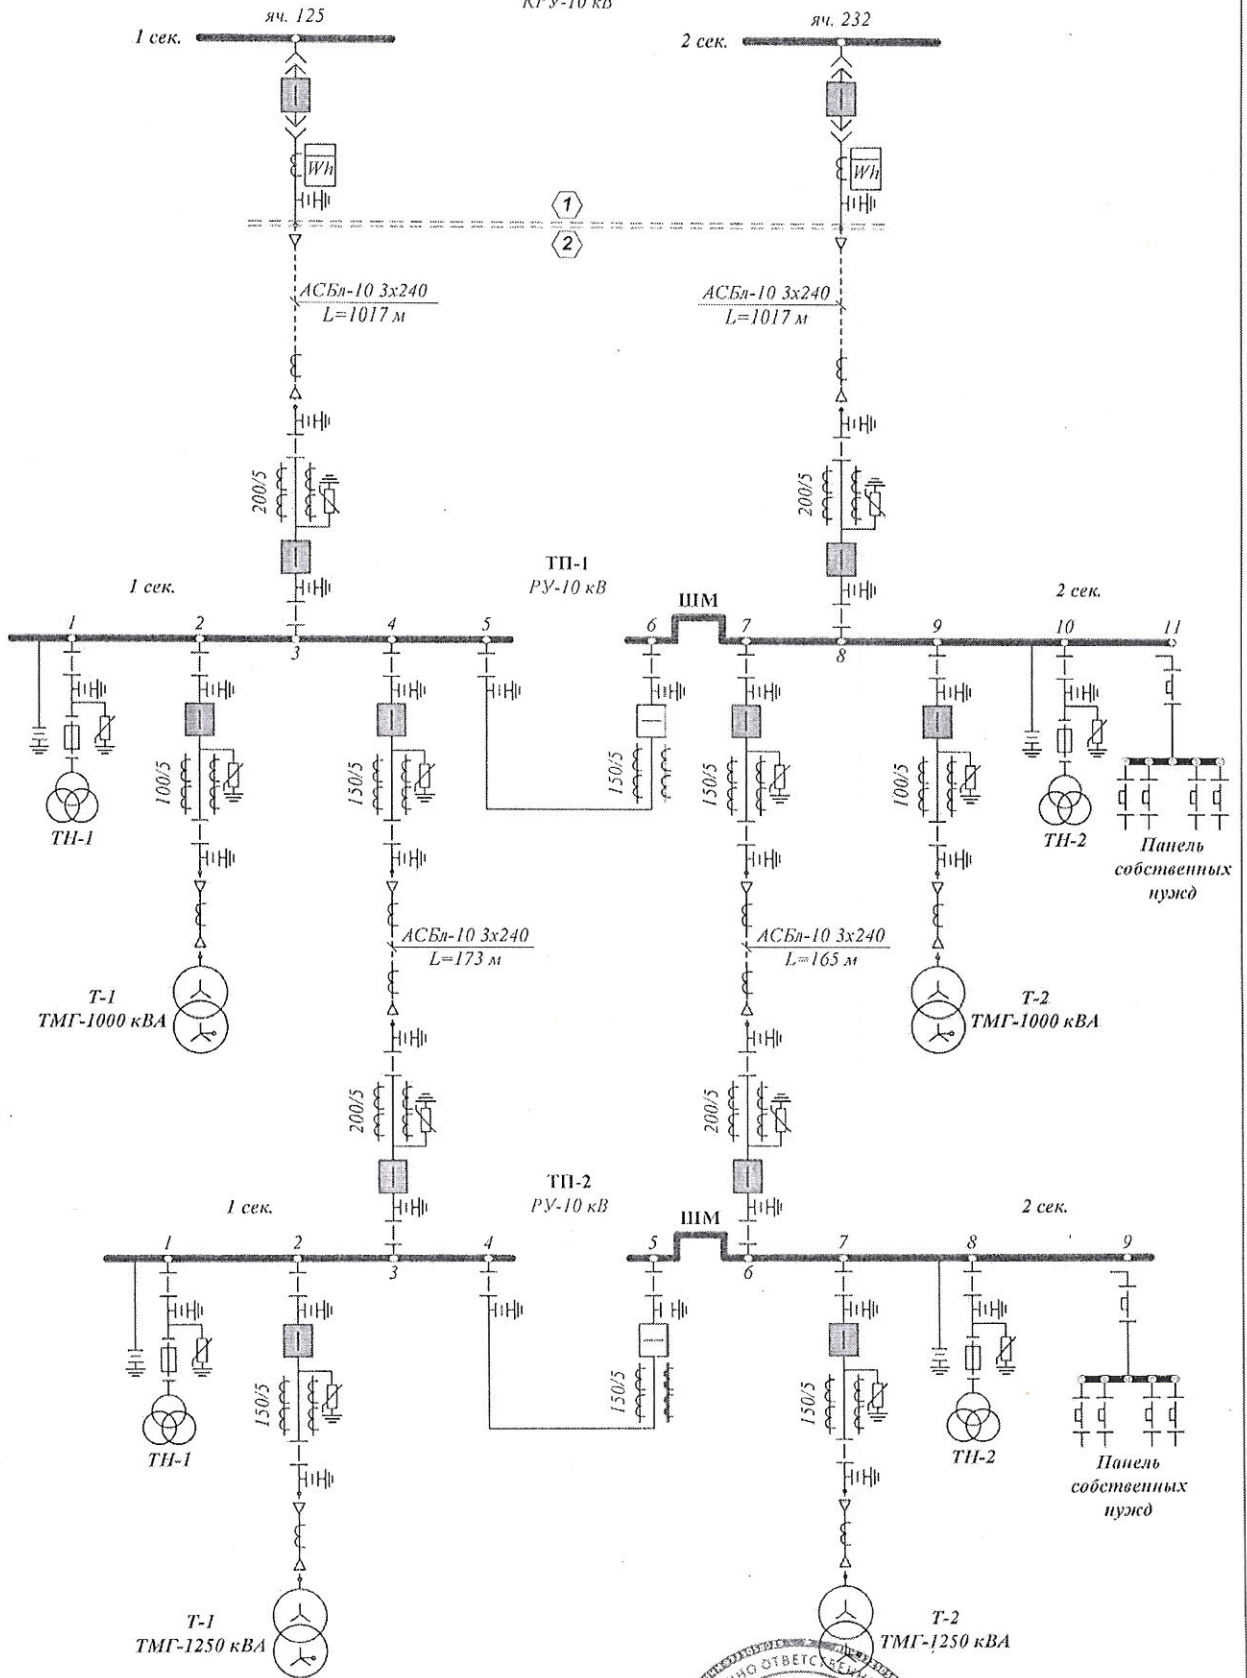 КРУ-10 кВ
яч. 125
яч. 232
1 сек.
2 сек.
Wh
Wh
1
2
АСБл-10 3х240
L=1017 м
АСБл-10 3х240
L=1017 м
200/5
200/5
ТП-1
РУ-10 кВ
1 сек.
2 сек.
ШМ
1
2
3
4
5
6
7
8
9
10
11
100/5
150/5
150/5
150/5
100/5
ТН-1
ТН-2
Панель
собственных
нужд
АСБл-10 3х240
L=173 м
АСБл-10 3х240
L=165 м
Т-1
ТМГ-1000 кВА
Т-2
ТМГ-1000 кВА
200/5
200/5
ТП-2
РУ-10 кВ
1 сек.
2 сек.
ШМ
1
2
3
4
5
6
7
8
9
150/5
150/5
150/5
ТН-1
ТН-2
Панель
собственных
нужд
Т-1
ТМГ-1250 кВА
Т-2
ТМГ-1250 кВА